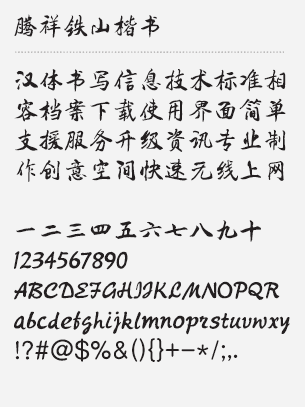 腾祥铁山楷书
汉体书写信息技术标准相
容档案下载使用界面简单
支援服务升级资讯专业制
作创意空间快速无线上网
一二三四五六七八九十
1234567890
ABCDEFGHIJKLMNOPQR
abcdefghijklmnopqrstuvwxy
!?#@$%&(){}+−*/;,.